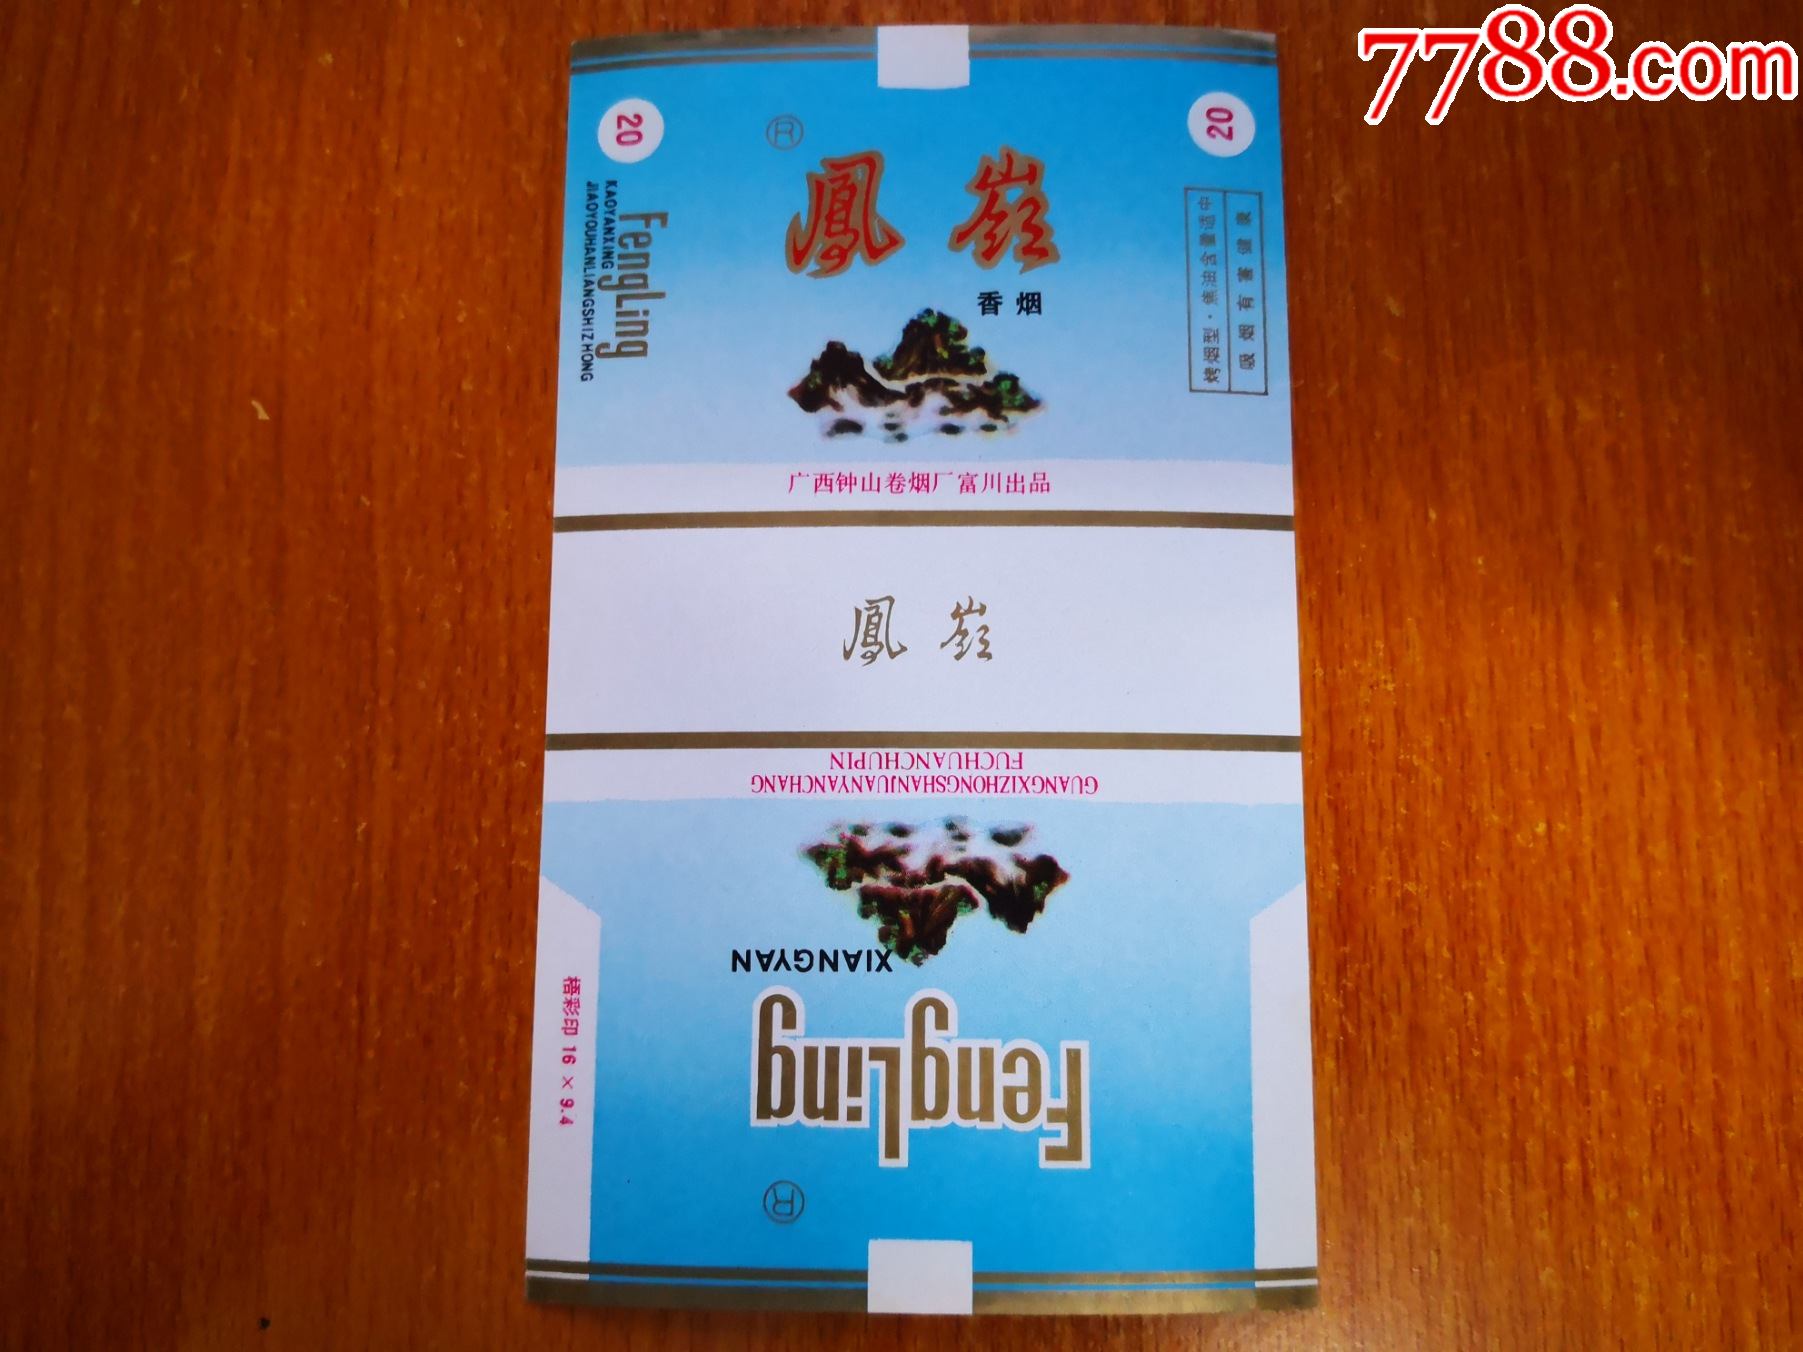 7788.com
20
20
Ⓡ
鳳嶺
香烟
FengLing
KAOYANXING
JIAOYOUHANLIANGSHIZHONG
烤烟型·焦油含量适中
吸烟有害健康
广西钟山卷烟厂富川出品
鳳嶺
GUANGXIZHONGSHANJUANYANCHANG
FUCHUANCHUPIN
XIANGYAN
FengLing
Ⓡ
梧彩印 16 × 9.4